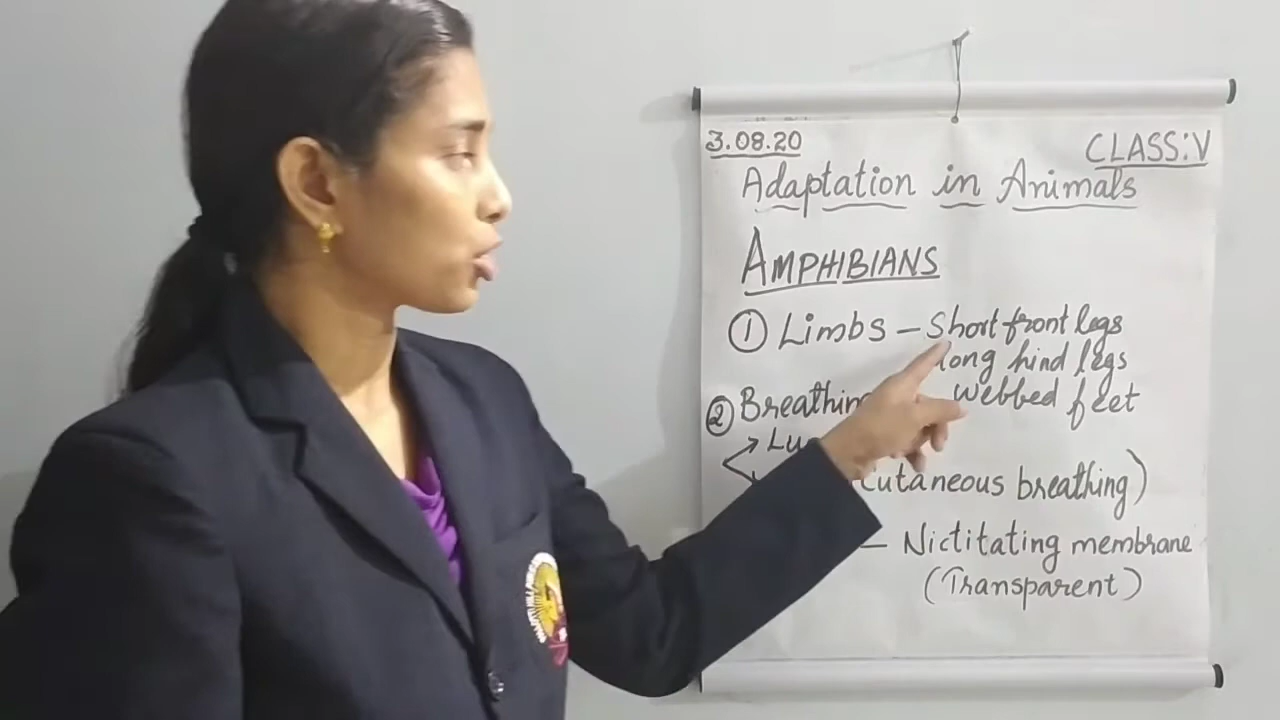 3.08.20
CLASS:V
Adaptation in Animals
AMPHIBIANS
① Limbs – Short front legs
long hind legs
② Breathing webbed feet
(Cutaneous breathing)
– Nictitating membrane
(Transparent)